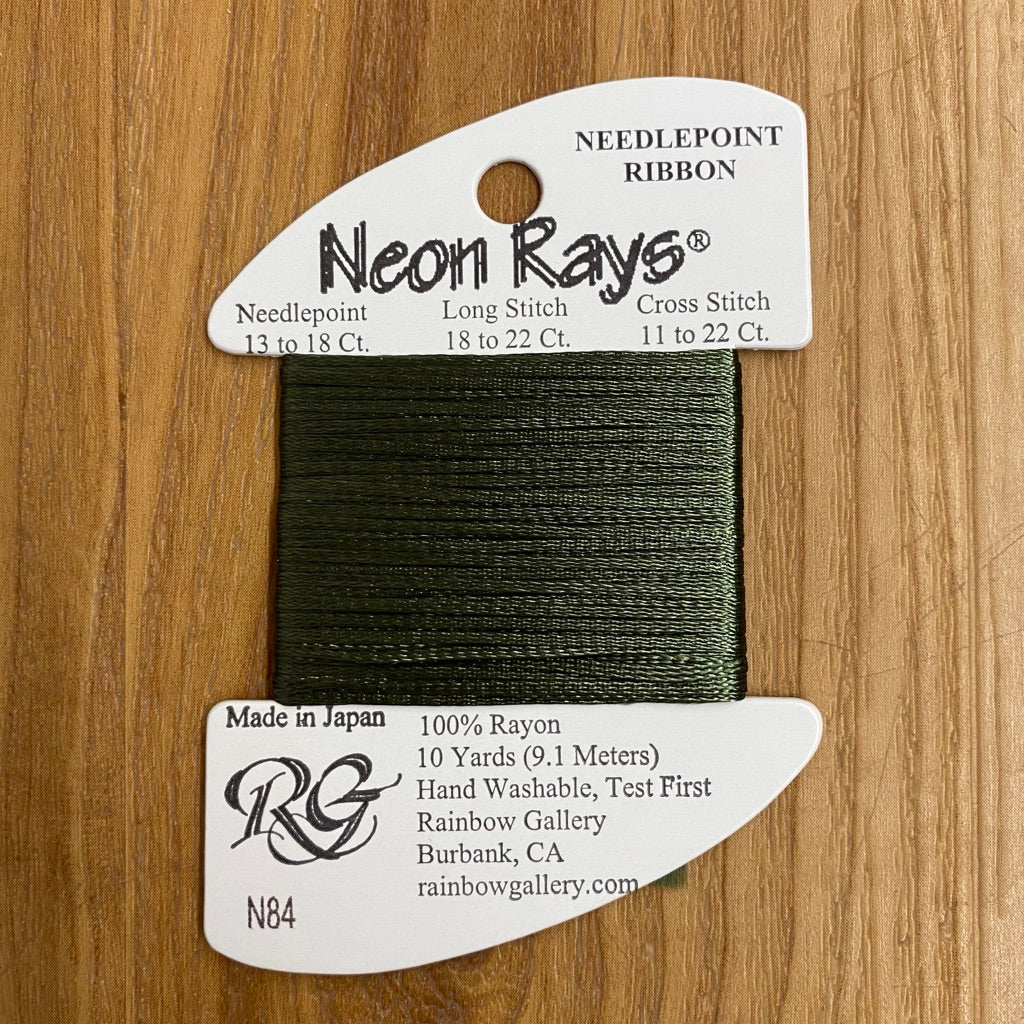 NEEDLEPOINT
RIBBON
Neon Rays®
Needlepoint
13 to 18 Ct.
Long Stitch
18 to 22 Ct.
Cross Stitch
11 to 22 Ct.
Made in Japan
RG
N84
100% Rayon
10 Yards (9.1 Meters)
Hand Washable, Test First
Rainbow Gallery
Burbank, CA
rainbowgallery.com